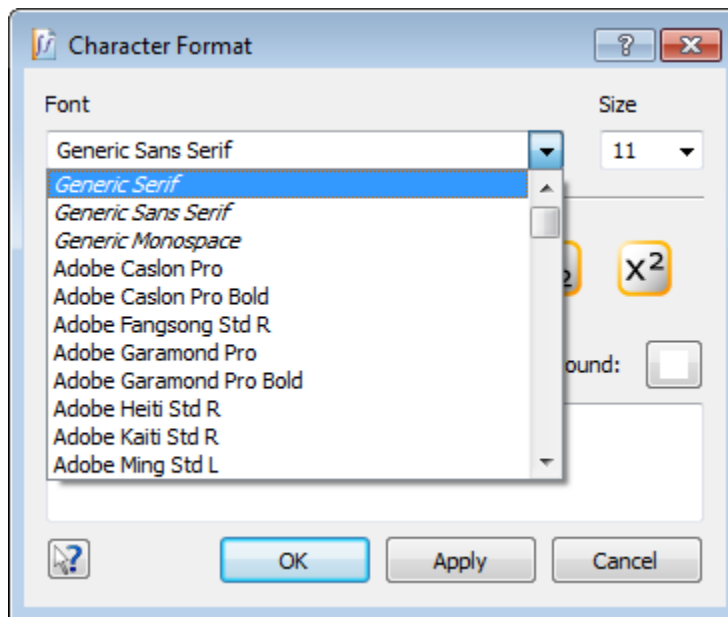 Character Format
Font Size
Generic Sans Serif 11
Generic Serif
Generic Sans Serif
Generic Monospace
Adobe Caslon Pro
Adobe Caslon Pro Bold
Adobe Fangsong Std R
x²
Adobe Garamond Pro
ound:
Adobe Garamond Pro Bold
Adobe Heiti Std R
Adobe Kaiti Std R
Adobe Ming Std L
OK Apply Cancel